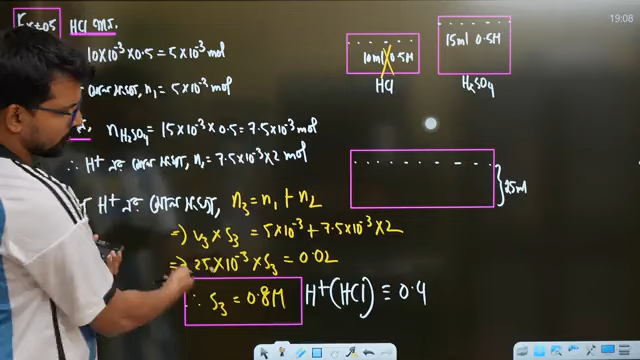 HCl
10×10⁻³×0.5 = 5×10⁻³ mol
n₁ = 5×10⁻³ mol
n H₂SO₄ = 15×10⁻³×0.5 = 7.5×10⁻³ mol
∴ H⁺ এর মোল সংখ্যা, = 7.5×10⁻³×2 mol
H⁺ এর মোল সংখ্যা, n₃ = n₁ + n₂
⇒ V₃ × S₃ = 5×10⁻³ + 7.5×10⁻³×2
⇒ 25×10⁻³ × S₃ = 0.02
∴ S₃ = 0.8M H⁺(HCl) ≡ 0.4
10ml 0.5M
HCl
15ml 0.5M
H₂SO₄
25ml
19:08